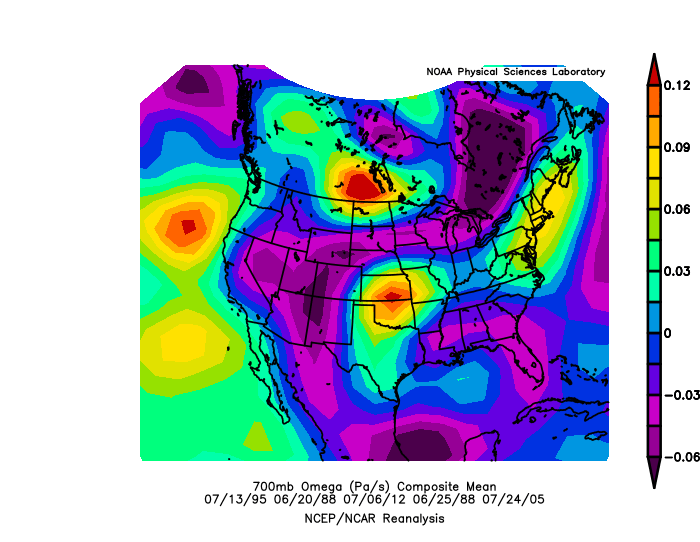 NOAA Physical Sciences Laboratory
0.12
0.09
0.06
0.03
0
-0.03
-0.06
700mb Omega (Pa/s) Composite Mean
07/13/95 06/20/88 07/06/12 06/25/88 07/24/05
NCEP/NCAR Reanalysis